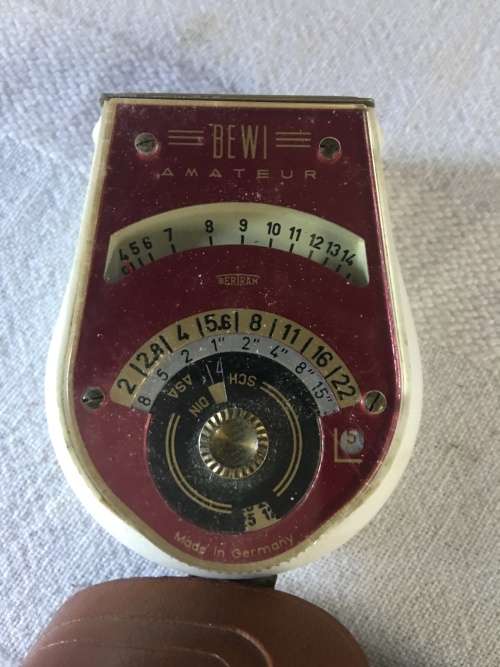 BEWI
AMATEUR
4 5 6 7 8 9 10 11 12 13 14
BERTRAM
2 2.8 4 5.6 8 11 16 22
8 5 2 1" 2" 4" 8" 15"
ASA DIN SCH
5
Made in Germany